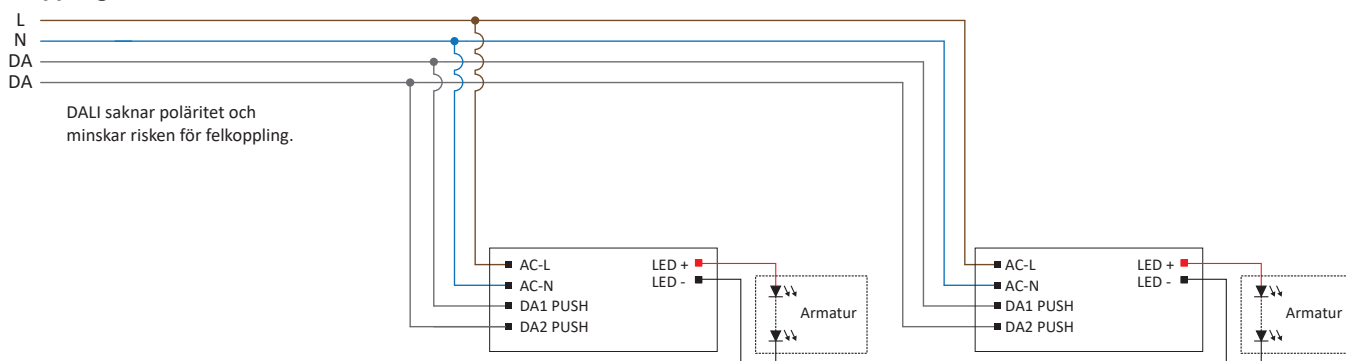 L
N
DA
DA
DALI saknar poläritet och
minskar risken för felkoppling.
AC-L
AC-N
DA1 PUSH
DA2 PUSH
LED +
LED -
Armatur
AC-L
AC-N
DA1 PUSH
DA2 PUSH
LED +
LED -
Armatur